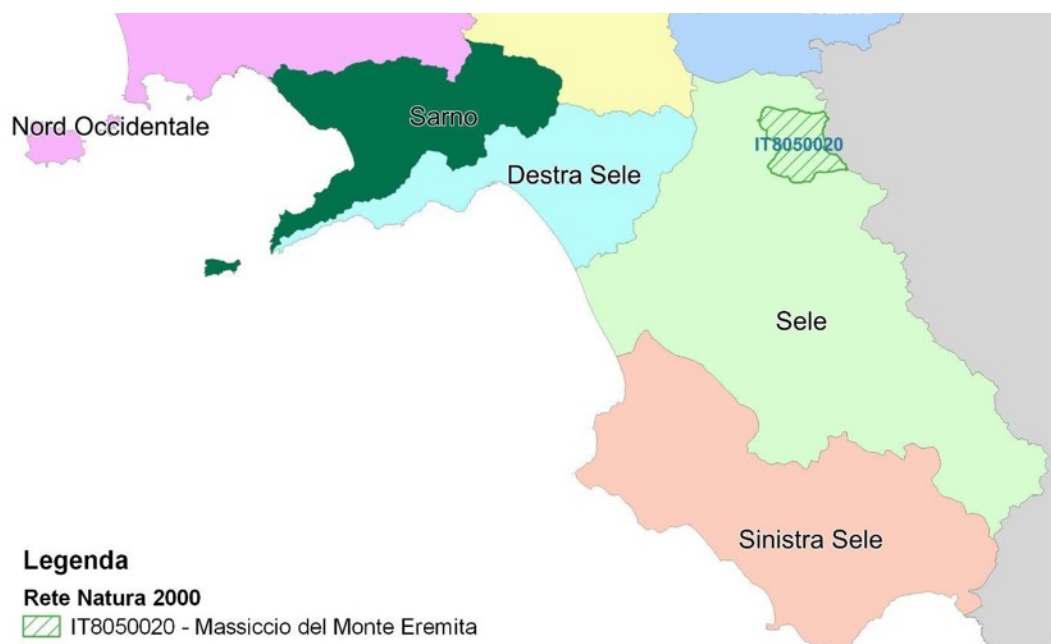 Nord Occidentale
Sarno
IT8050020
Destra Sele
Sele
Sinistra Sele
Legenda
Rete Natura 2000
IT8050020 - Massiccio del Monte Eremita